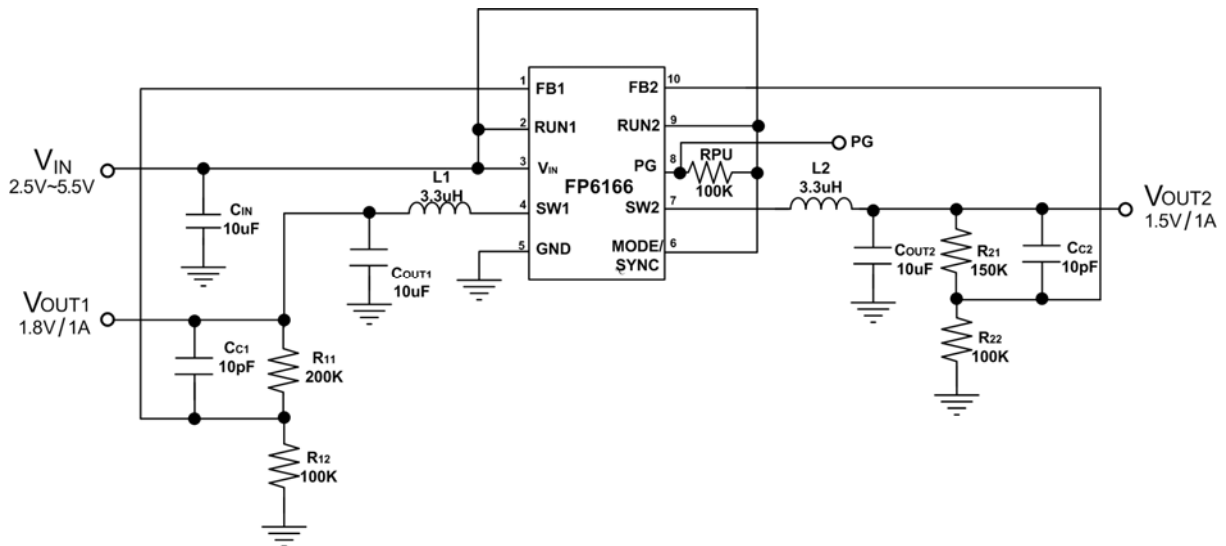 1
FB1
FB2
10
2
RUN1
RUN2
9
VIN
2.5V~5.5V
3
VIN
PG
8
RPU
100K
PG
FP6166
CIN
10uF
L1
3.3uH
4
SW1
SW2
7
L2
3.3uH
VOUT2
1.5V/1A
5
GND
MODE/
SYNC
6
COUT1
10uF
COUT2
10uF
R21
150K
CC2
10pF
VOUT1
1.8V/1A
CC1
10pF
R11
200K
R22
100K
R12
100K